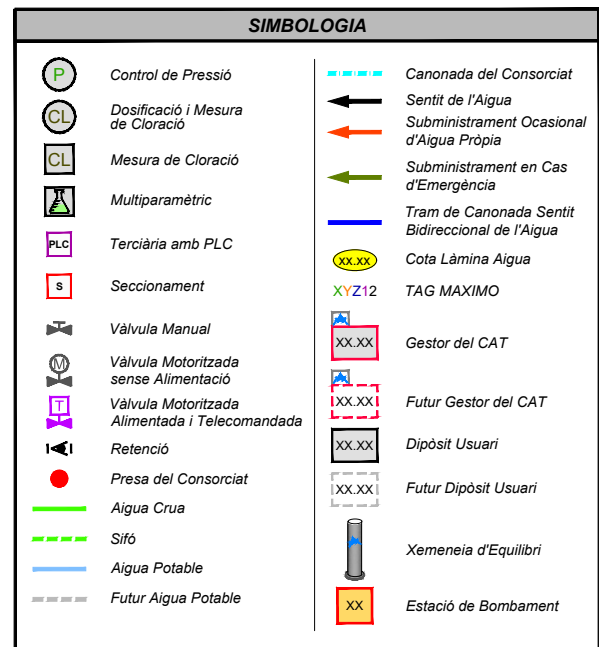 SIMBOLOGIA
P
Control de Pressió
CL
Dosificació i Mesura
de Cloració
CL
Mesura de Cloració
Multiparamètric
PLC
Terciària amb PLC
S
Seccionament
Vàlvula Manual
M
Vàlvula Motoritzada
sense Alimentació
T
Vàlvula Motoritzada
Alimentada i Telecomandada
Retenció
Presa del Consorciat
Aigua Crua
Sifó
Aigua Potable
Futur Aigua Potable
Canonada del Consorciat
Sentit de l'Aigua
Subministrament Ocasional
d'Aigua Pròpia
Subministrament en Cas
d'Emergència
Tram de Canonada Sentit
Bidireccional de l'Aigua
XX.XX
Cota Làmina Aigua
XYZ12
TAG MAXIMO
XX.XX
Gestor del CAT
XX.XX
Futur Gestor del CAT
XX.XX
Dipòsit Usuari
XX.XX
Futur Dipòsit Usuari
Xemeneia d'Equilibri
XX
Estació de Bombament